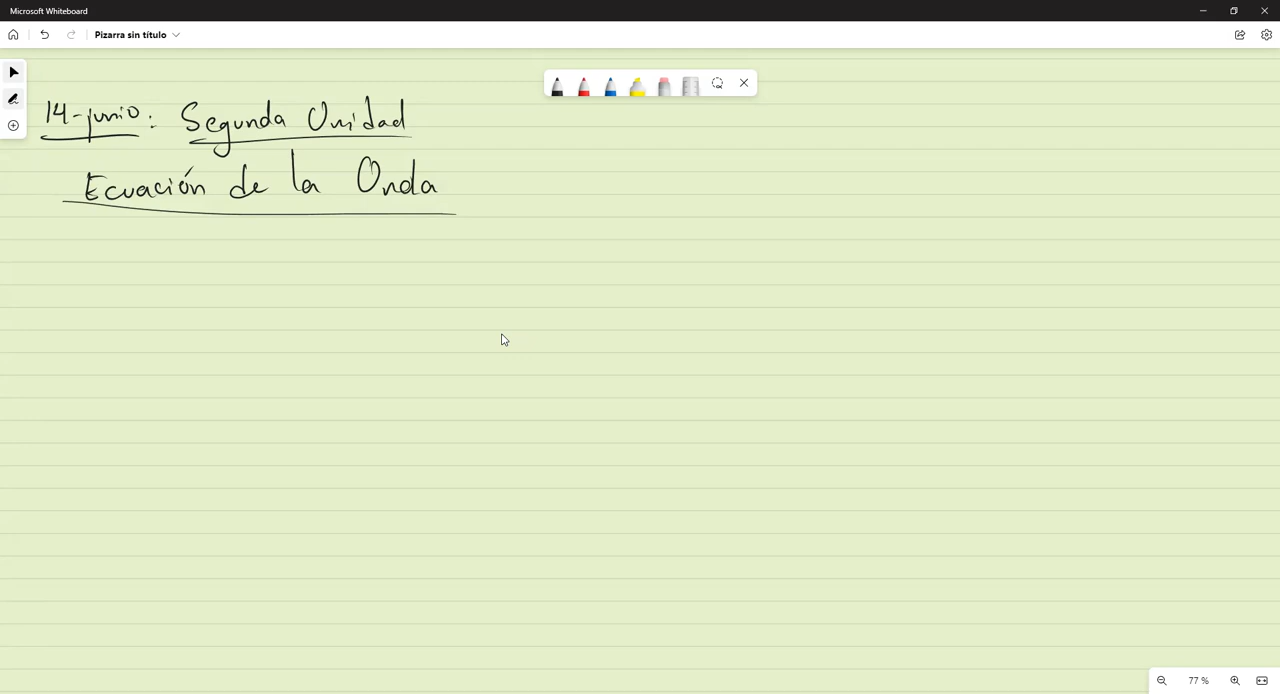 Microsoft Whiteboard
Pizarra sin título
14-junio: Segunda Unidad
Ecuación de la Onda
77 %